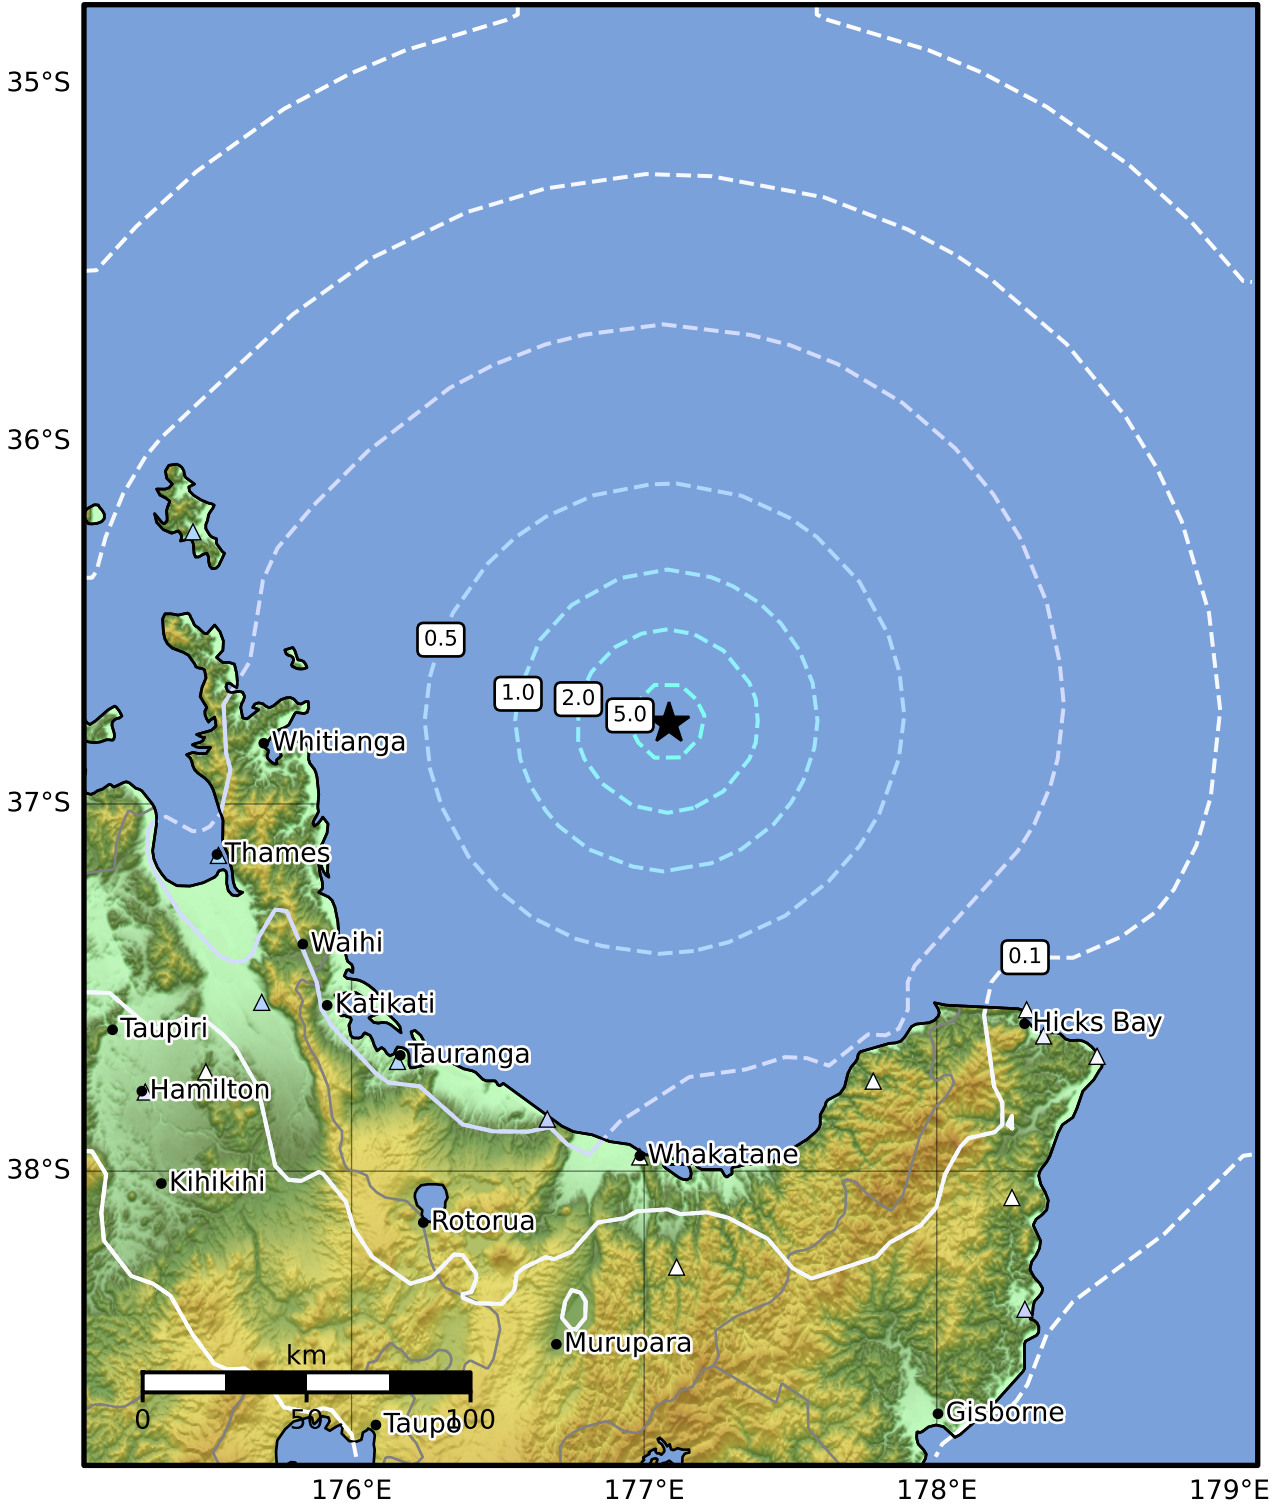 35°S
36°S
0.5
1.0
2.0
5.0
Whitianga
37°S
Thames
Waihi
0.1
Katikati
Hicks Bay
Taupiri
Tauranga
Hamilton
Whakatane
38°S
Kihikihi
Rotorua
Murupara
km
0
50
100
Gisborne
Taupo
176°E
177°E
178°E
179°E